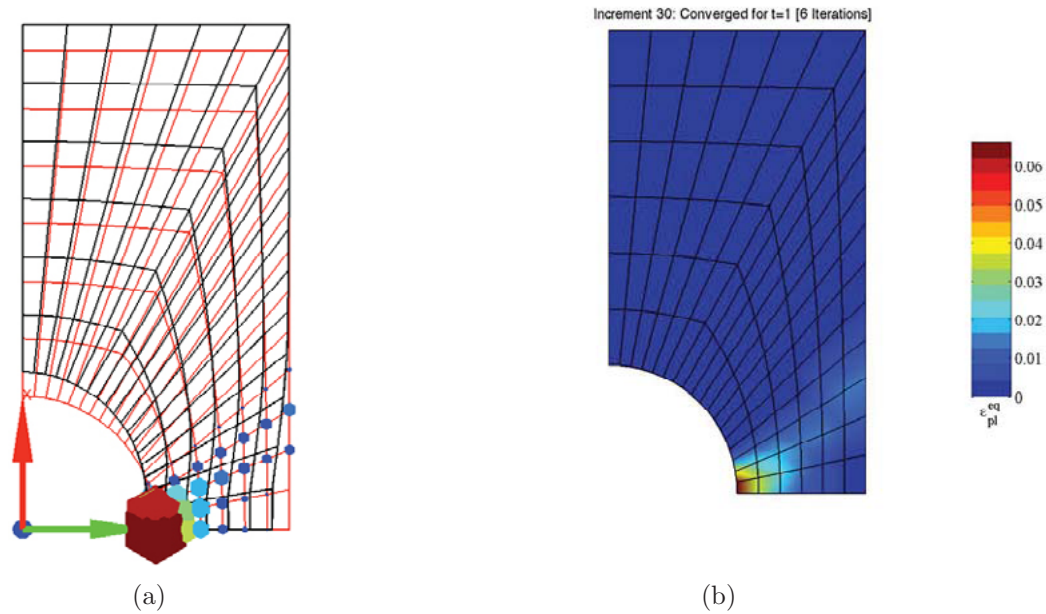 Increment 30: Converged for t=1 [6 Iterations]
x
0.06
0.05
0.04
0.03
0.02
0.01
0
ε_pl^eq
(a)
(b)